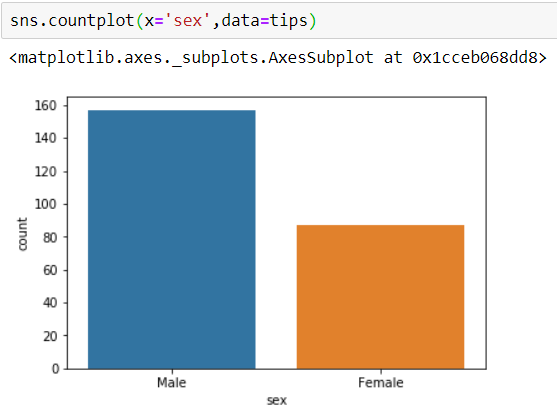 sns.countplot(x='sex',data=tips)
<matplotlib.axes._subplots.AxesSubplot at 0x1cceb068dd8>
160
140
120
100
80
60
40
20
0
count
Male Female
sex